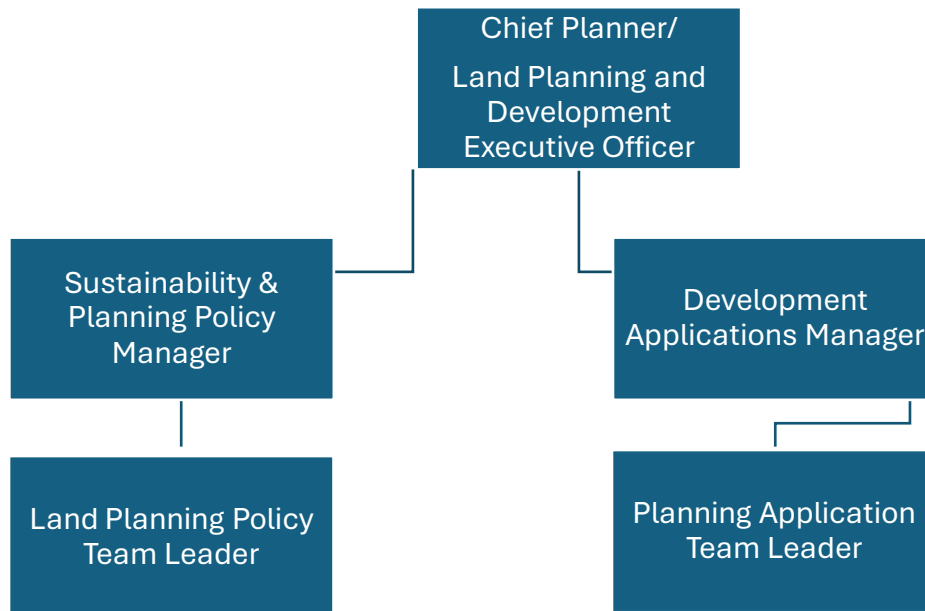 Chief Planner/
Land Planning and
Development
Executive Officer
Sustainability &
Planning Policy
Manager
Development
Applications Manager
Land Planning Policy
Team Leader
Planning Application
Team Leader